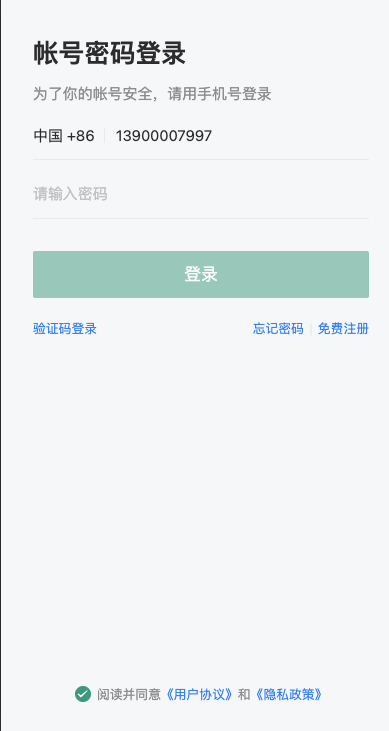 帐号密码登录
为了你的帐号安全，请用手机号登录
中国 +86 13900007997
请输入密码
登录
验证码登录 忘记密码 免费注册
阅读并同意《用户协议》和《隐私政策》